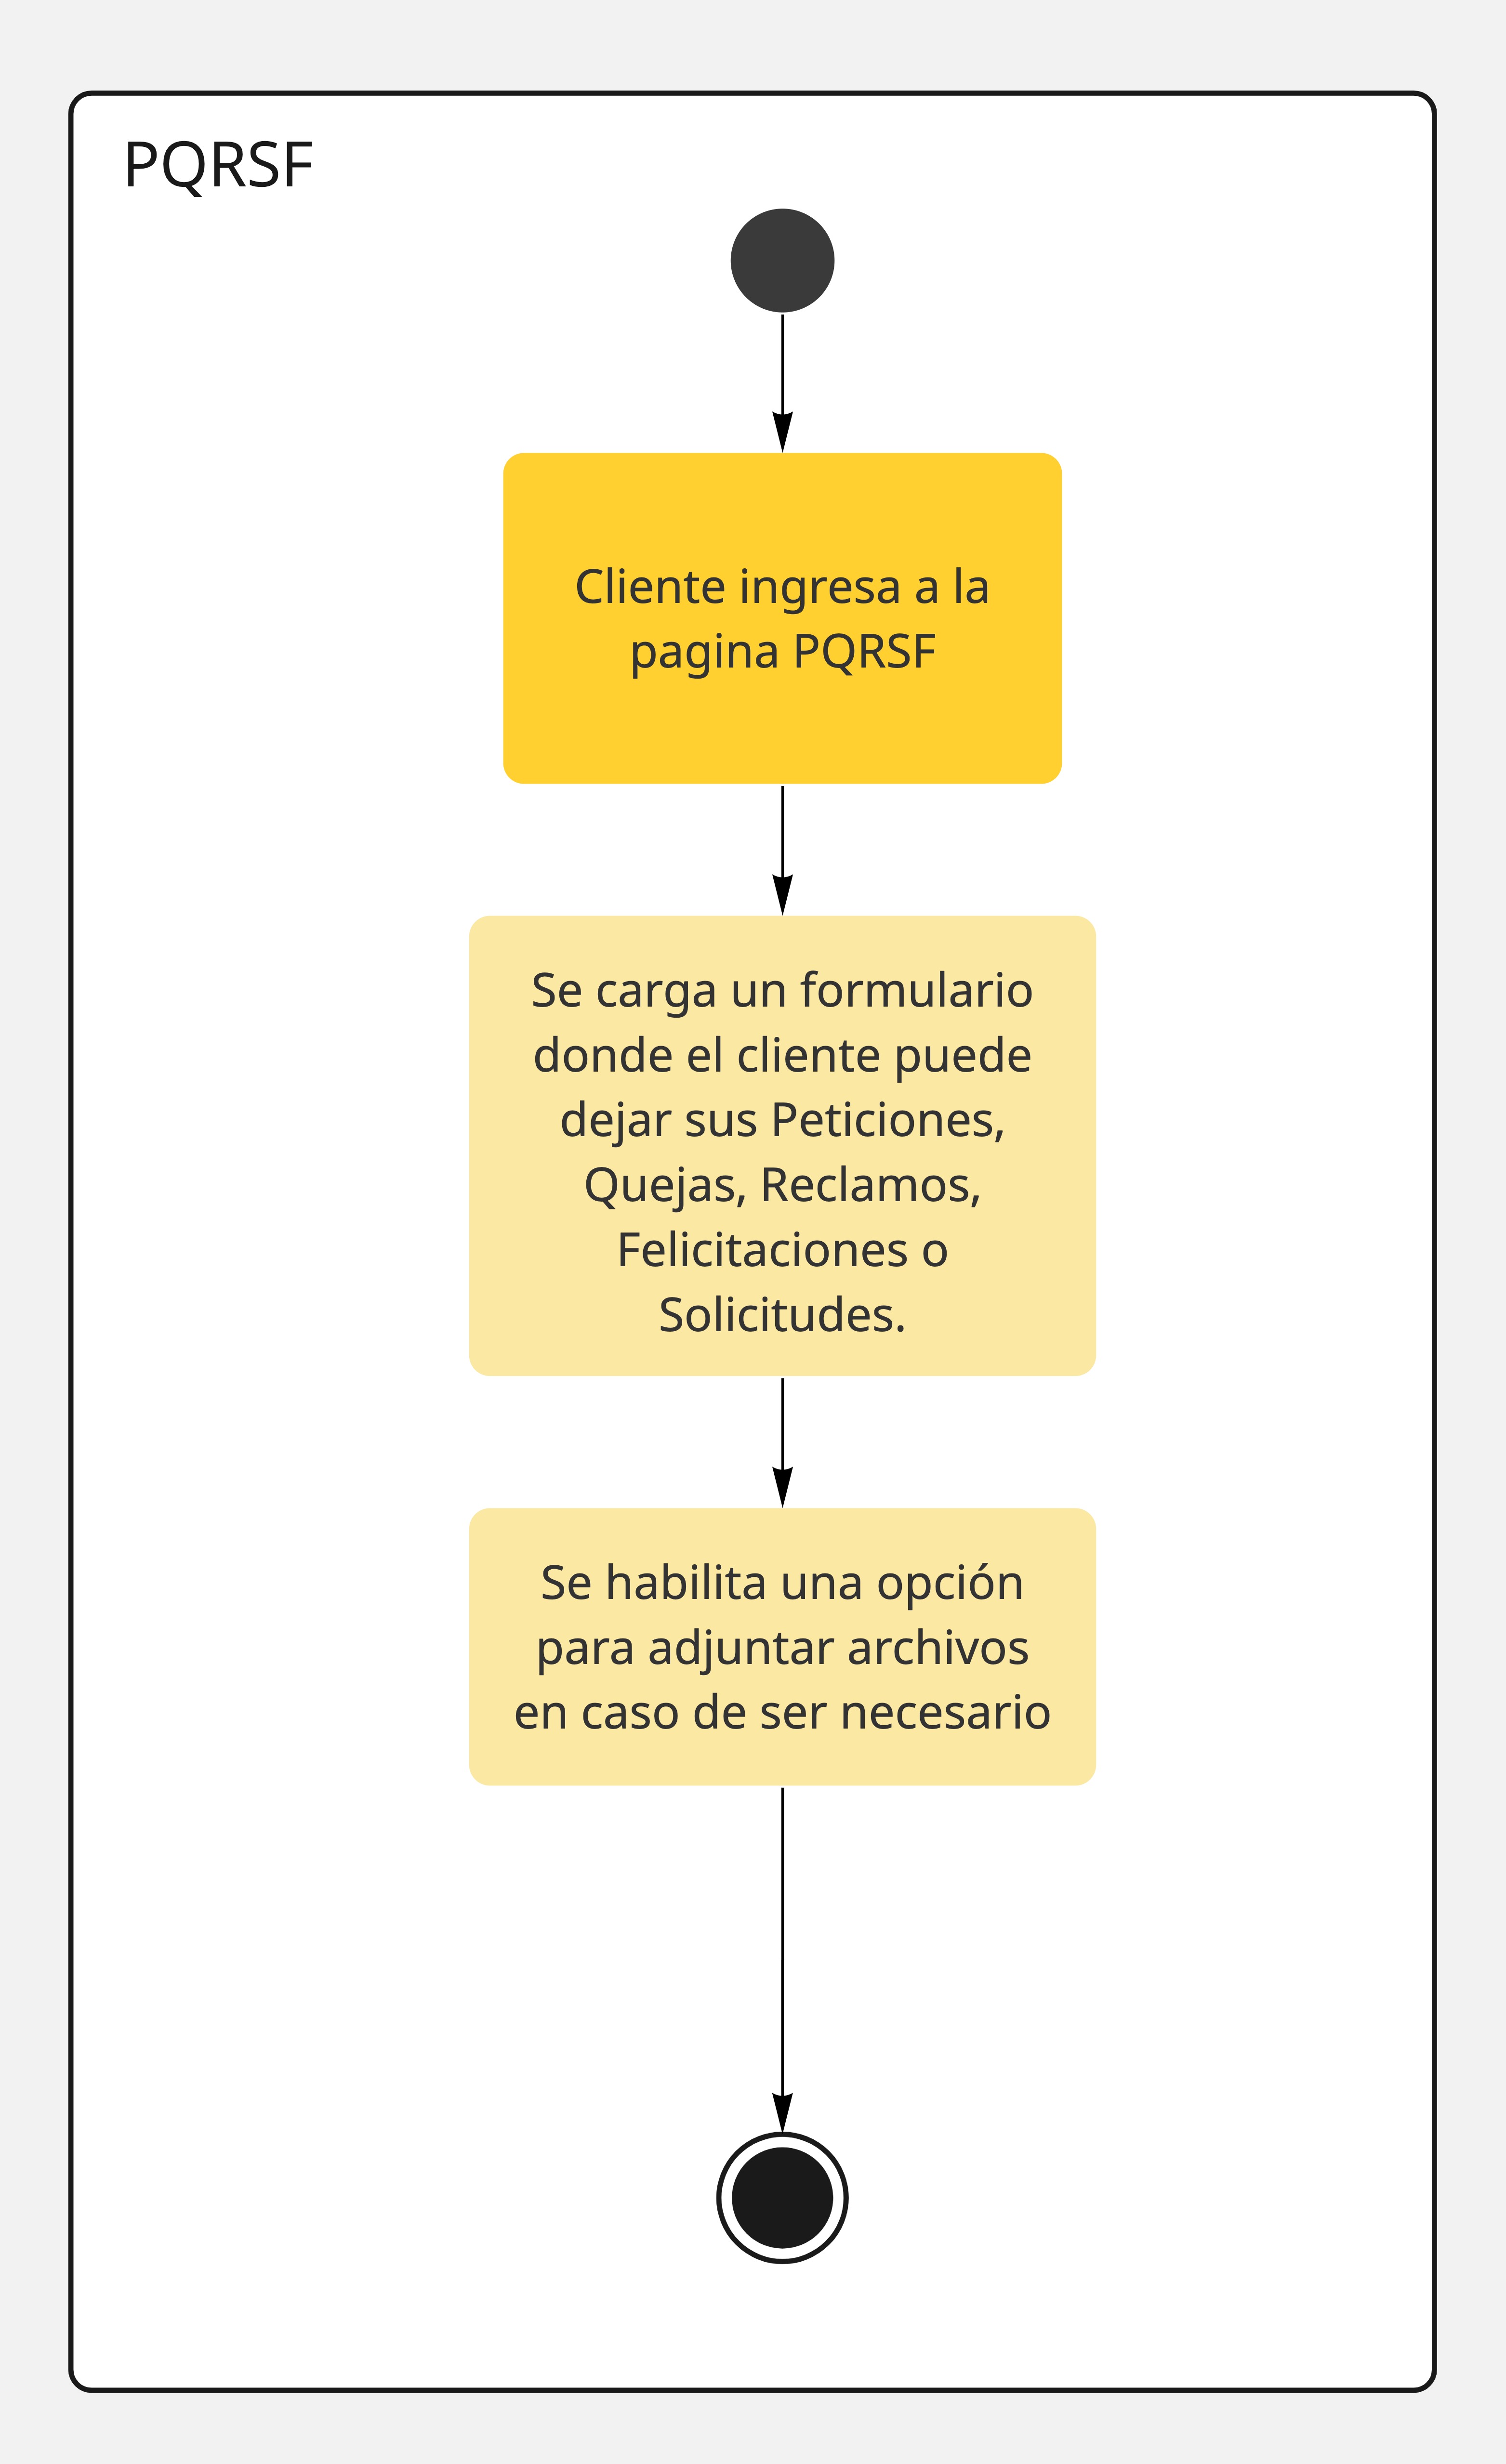 PQRSF
Cliente ingresa a la
pagina PQRSF
Se carga un formulario
donde el cliente puede
dejar sus Peticiones,
Quejas, Reclamos,
Felicitaciones o
Solicitudes.
Se habilita una opción
para adjuntar archivos
en caso de ser necesario